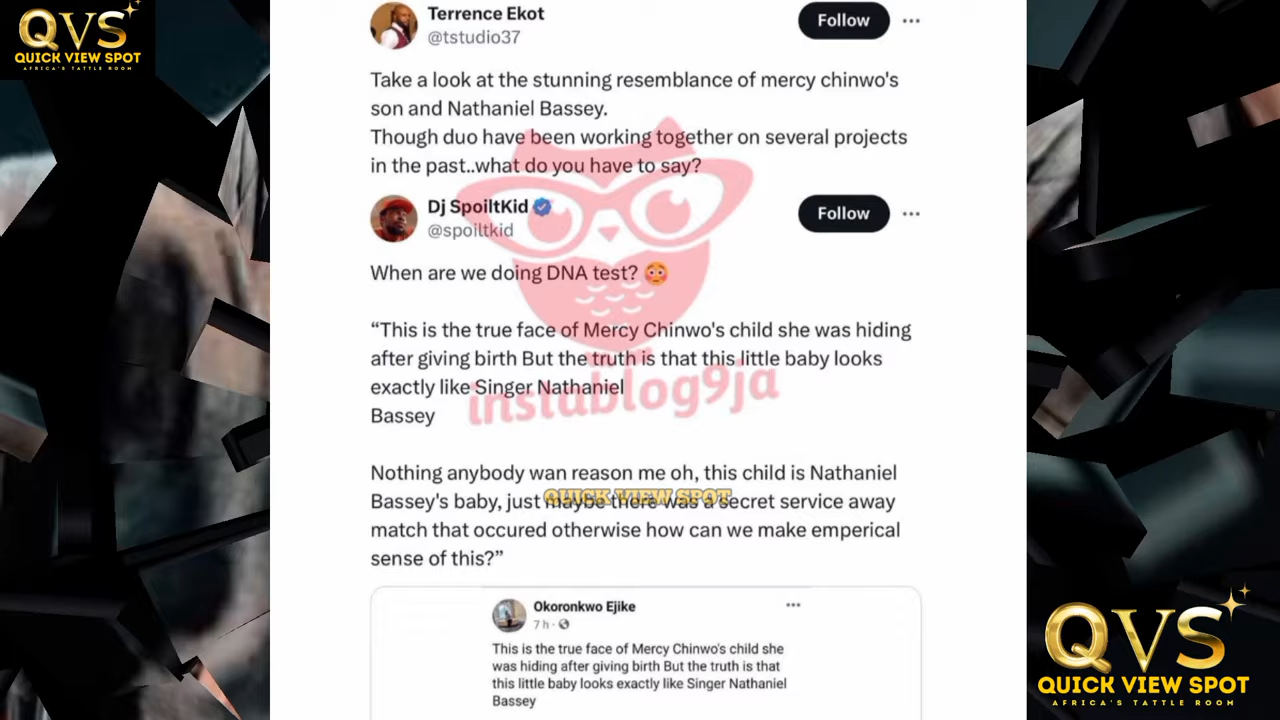 QVS
QUICK VIEW SPOT
AFRICA'S TATTLE ROOM
Terrence Ekot
@tstudio37
Follow
Take a look at the stunning resemblance of mercy chinwo's
son and Nathaniel Bassey.
Though duo have been working together on several projects
in the past..what do you have to say?
Dj SpoiltKid
@spoiltkid
Follow
When are we doing DNA test? 😳
“This is the true face of Mercy Chinwo's child she was hiding
after giving birth But the truth is that this little baby looks
exactly like Singer Nathaniel
Bassey
instablog9ja
Nothing anybody wan reason me oh, this child is Nathaniel
Bassey's baby, just maybe there was a secret service away
QUICK VIEW SPOT
match that occured otherwise how can we make emperical
sense of this?”
Okoronkwo Ejike
7 h ·
This is the true face of Mercy Chinwo's child she
was hiding after giving birth But the truth is that
this little baby looks exactly like Singer Nathaniel
Bassey
QVS
QUICK VIEW SPOT
AFRICA'S TATTLE ROOM